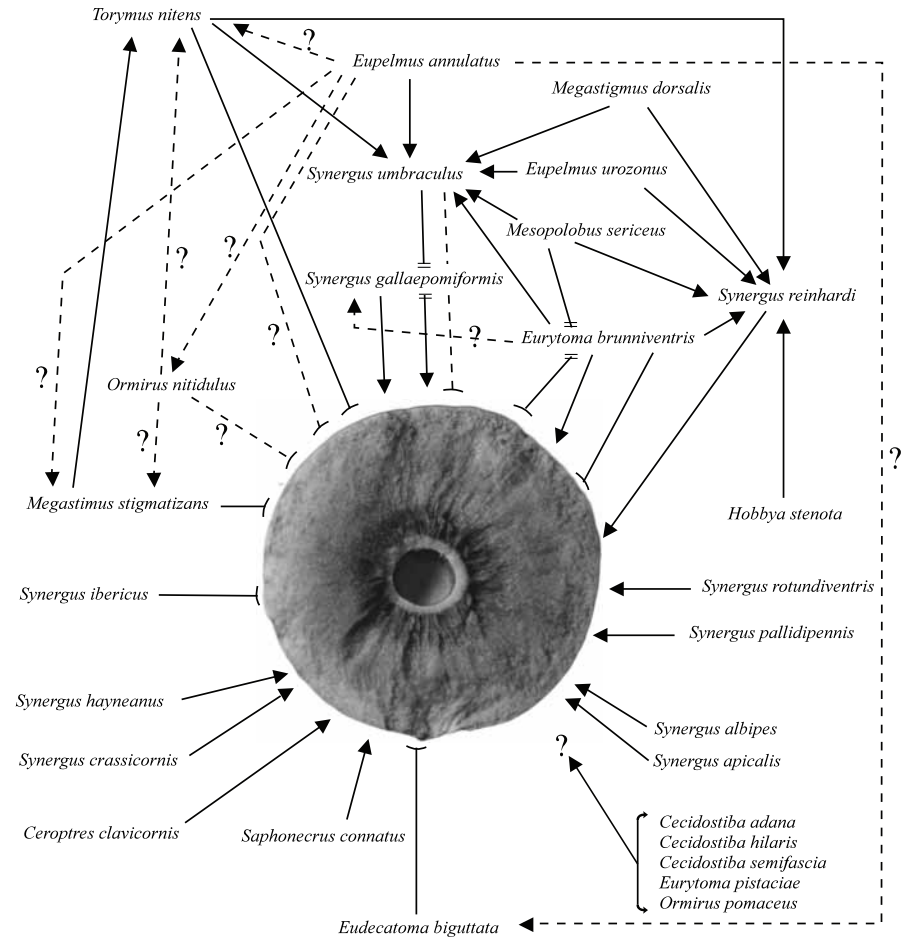 Torymus nitens
?
Eupelmus annulatus
Megastigmus dorsalis
Synergus umbraculus
Eupelmus urozonus
Mesopolobus sericeus
?
?
Synergus gallaepomiformis
Synergus reinhardi
?
?
Eurytoma brunniventris
?
Ormirus nitidulus
?
?
?
Megastimus stigmatizans
Hobbya stenota
Synergus ibericus
Synergus rotundiventris
Synergus pallidipennis
Synergus hayneanus
Synergus albipes
?
Synergus crassicornis
Synergus apicalis
Cecidostiba adana
Ceroptres clavicornis
Saphonecrus connatus
Cecidostiba hilaris
Cecidostiba semifascia
Eurytoma pistaciae
Ormirus pomaceus
Eudecatoma biguttata